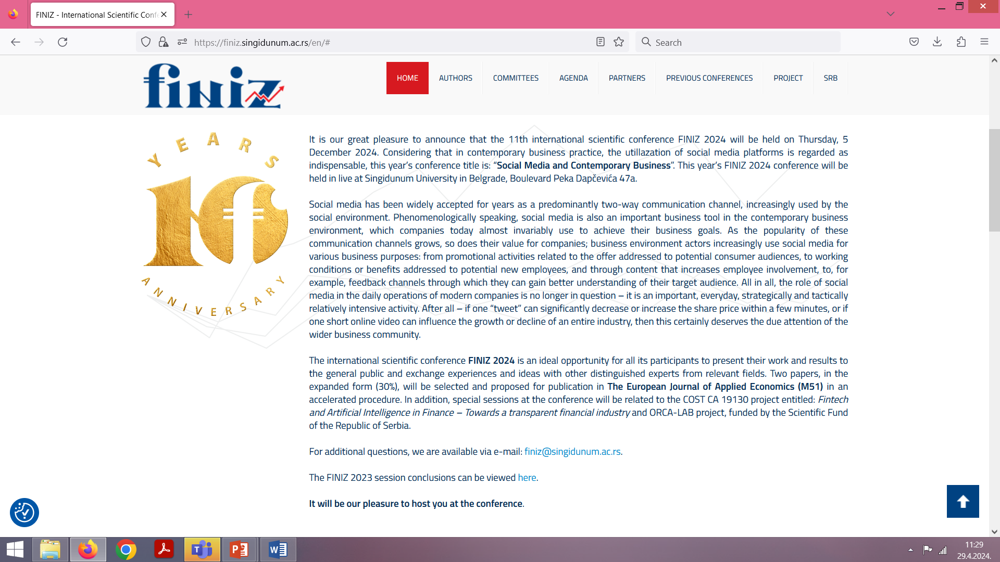 FINIZ - International Scientific Confe
https://finiz.singidunum.ac.rs/en/#
Search
finiz
HOME
AUTHORS
COMMITTEES
AGENDA
PARTNERS
PREVIOUS CONFERENCES
PROJECT
SRB
YEARS
10
ANNIVERSARY
It is our great pleasure to announce that the 11th international scientific conference FINIZ 2024 will be held on Thursday, 5
December 2024. Considering that in contemporary business practice, the utillazation of social media platforms is regarded as
indispensable, this year’s conference title is: “Social Media and Contemporary Business”. This year’s FINIZ 2024 conference will be
held in live at Singidunum University in Belgrade, Boulevard Peka Dapčevića 47a.
Social media has been widely accepted for years as a predominantly two-way communication channel, increasingly used by the
social environment. Phenomenologically speaking, social media is also an important business tool in the contemporary business
environment, which companies today almost invariably use to achieve their business goals. As the popularity of these
communication channels grows, so does their value for companies; business environment actors increasingly use social media for
various business purposes: from promotional activities related to the offer addressed to potential consumer audiences, to working
conditions or benefits addressed to potential new employees, and through content that increases employee involvement, to, for
example, feedback channels through which they can gain better understanding of their target audience. All in all, the role of social
media in the daily operations of modern companies is no longer in question – it is an important, everyday, strategically and tactically
relatively intensive activity. After all – if one “tweet” can significantly decrease or increase the share price within a few minutes, or if
one short online video can influence the growth or decline of an entire industry, then this certainly deserves the due attention of the
wider business community.
The international scientific conference FINIZ 2024 is an ideal opportunity for all its participants to present their work and results to
the general public and exchange experiences and ideas with other distinguished experts from relevant fields. Two papers, in the
expanded form (30%), will be selected and proposed for publication in The European Journal of Applied Economics (M51) in an
accelerated procedure. In addition, special sessions at the conference will be related to the COST CA 19130 project entitled: Fintech
and Artificial Intelligence in Finance – Towards a transparent financial industry and ORCA-LAB project, funded by the Scientific Fund
of the Republic of Serbia.
For additional questions, we are available via e-mail: finiz@singidunum.ac.rs.
The FINIZ 2023 session conclusions can be viewed here.
It will be our pleasure to host you at the conference.
11:29
29.4.2024.